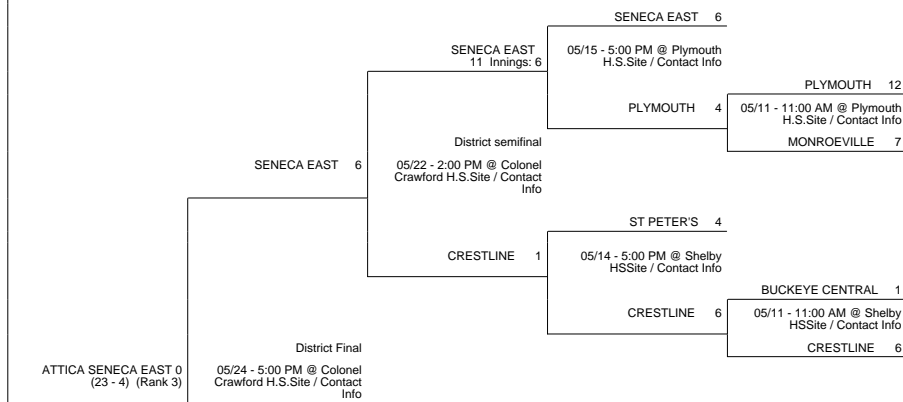 SENECA EAST 6
SENECA EAST
11 Innings: 6
05/15 - 5:00 PM @ Plymouth
H.S.Site / Contact Info
PLYMOUTH 12
PLYMOUTH 4
05/11 - 11:00 AM @ Plymouth
H.S.Site / Contact Info
MONROEVILLE 7
District semifinal
SENECA EAST 6
05/22 - 2:00 PM @ Colonel
Crawford H.S.Site / Contact
Info
ST PETER'S 4
CRESTLINE 1
05/14 - 5:00 PM @ Shelby
HSSite / Contact Info
BUCKEYE CENTRAL 1
CRESTLINE 6
05/11 - 11:00 AM @ Shelby
HSSite / Contact Info
CRESTLINE 6
District Final
ATTICA SENECA EAST 0
(23 - 4) (Rank 3)
05/24 - 5:00 PM @ Colonel
Crawford H.S.Site / Contact
Info